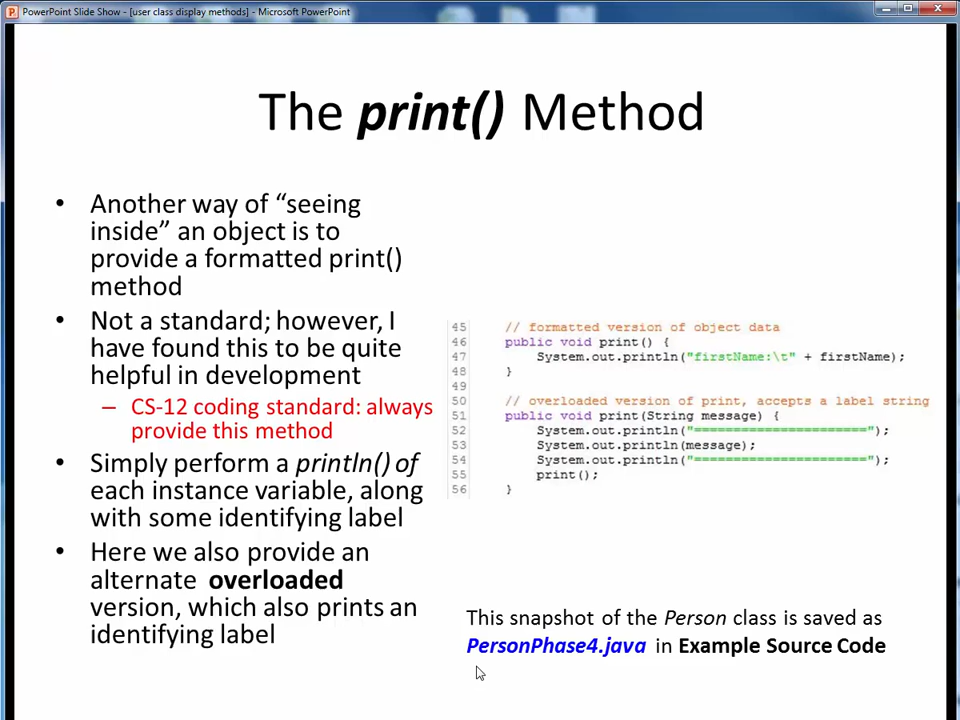 PowerPoint Slide Show - [user class display methods] - Microsoft PowerPoint
The print() Method
• Another way of “seeing
inside” an object is to
provide a formatted print()
method
• Not a standard; however, I
have found this to be quite
helpful in development
– CS-12 coding standard: always
provide this method
• Simply perform a println() of
each instance variable, along
with some identifying label
• Here we also provide an
alternate overloaded
version, which also prints an
identifying label
45 // formatted version of object data
46 public void print() {
47 System.out.println("firstName:\t" + firstName);
48 }
49
50 // overloaded version of print, accepts a label string
51 public void print(String message) {
52 System.out.println("======================");
53 System.out.println(message);
54 System.out.println("======================");
55 print();
56 }
This snapshot of the Person class is saved as
PersonPhase4.java in Example Source Code